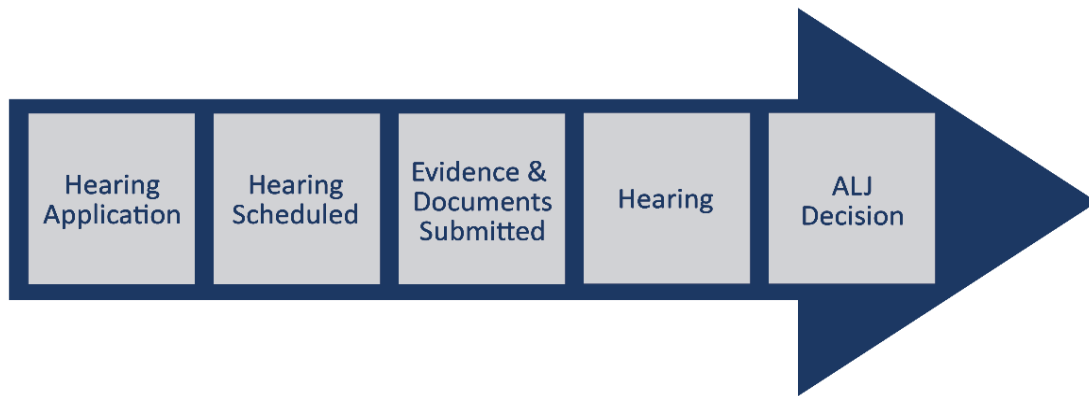 Hearing
Application
Hearing
Scheduled
Evidence &
Documents
Submitted
Hearing
ALJ
Decision